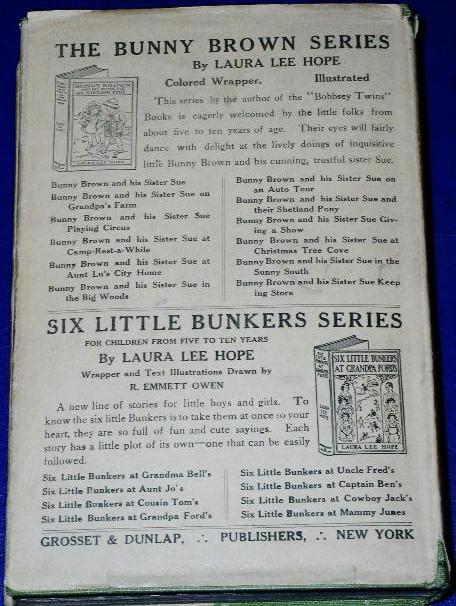 THE BUNNY BROWN SERIES
By LAURA LEE HOPE
Colored Wrapper. Illustrated
BUNNY BROWN
LAURA LEE HOPE
This series by the author of the "Bobbsey Twins"
Books is eagerly welcomed by the little folks from
about five to ten years of age. Their eyes will fairly
dance with delight at the lively doings of inquisitive
little Bunny Brown and his cunning, trustful sister Sue.
Bunny Brown and his Sister Sue
Bunny Brown and his Sister Sue on
Grandpa's Farm
Bunny Brown and his Sister Sue
Playing Circus
Bunny Brown and his Sister Sue at
Camp-Rest-a-While
Bunny Brown and his Sister Sue at
Aunt Lu's City Home
Bunny Brown and his Sister Sue in
the Big Woods
Bunny Brown and his Sister Sue on
an Auto Tour
Bunny Brown and his Sister Sue and
their Shetland Pony
Bunny Brown and his Sister Sue Giv-
ing a Show
Bunny Brown and his Sister Sue at
Christmas Tree Cove
Bunny Brown and his Sister Sue in the
Sunny South
Bunny Brown and his Sister Sue Keep
ing Store
SIX LITTLE BUNKERS SERIES
FOR CHILDREN FROM FIVE TO TEN YEARS
By LAURA LEE HOPE
Wrapper and Text Illustrations Drawn by
R. EMMETT OWEN
SIX LITTLE BUNKERS
AT GRANDPA FORD'S
LAURA LEE HOPE
A new line of stories for little boys and girls. To
know the six little Bunkers is to take them at once to your
heart, they are so full of fun and cute sayings. Each
story has a little plot of its own—one that can be easily
followed.
Six Little Bunkers at Grandma Bell's
Six Little Bunkers at Aunt Jo's
Six Little Bunkers at Cousin Tom's
Six Little Bunkers at Grandpa Ford's
Six Little Bunkers at Uncle Fred's
Six Little Bunkers at Captain Ben's
Six Little Bunkers at Cowboy Jack's
Six Little Bunkers at Mammy Junes
GROSSET & DUNLAP, ∴ PUBLISHERS, ∴ NEW YORK